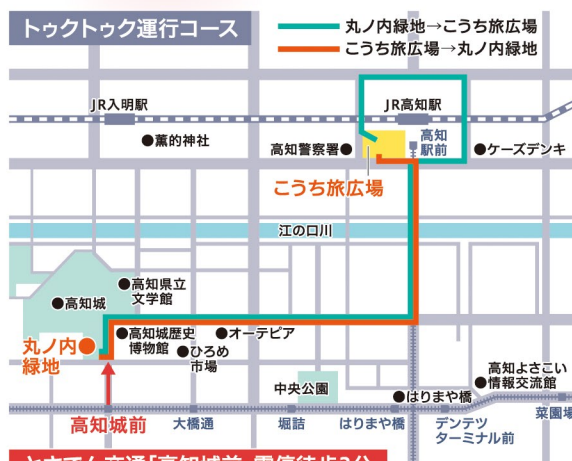 トゥクトゥク運行コース
丸ノ内緑地→こうち旅広場
こうち旅広場→丸ノ内緑地
JR入明駅
JR高知駅
●薫的神社
高知警察署●
高知
駅前
●ケーズデンキ
こうち旅広場
江の口川
●高知県立
文学館
●高知城
丸ノ内
緑地
●高知城歴史
博物館
●オーテピア
●ひろめ
市場
中央公園
高知よさこい
●情報交流館
●はりまや橋
高知城前
大橋通
堀詰
はりまや橋
デンテツ
ターミナル前
菜園場